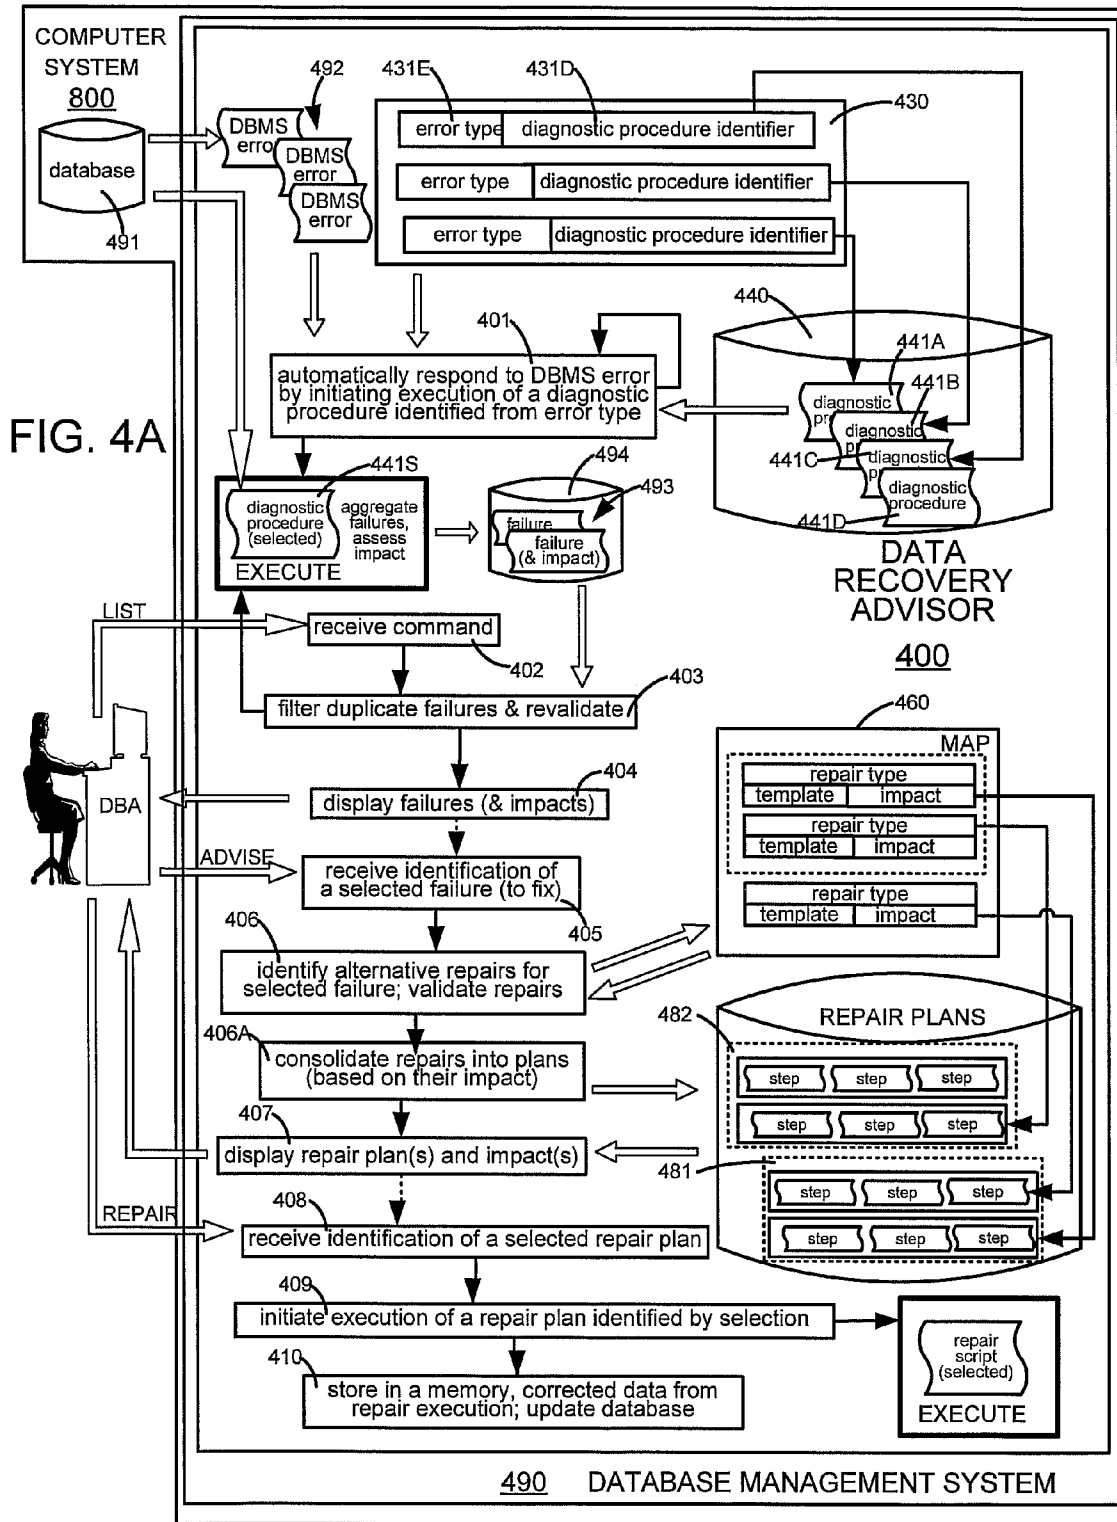 COMPUTER
SYSTEM
800
database
491
492
DBMS
error
DBMS
error
DBMS
error
431E
431D
430
error type
diagnostic procedure identifier
error type
diagnostic procedure identifier
error type
diagnostic procedure identifier
FIG. 4A
401
automatically respond to DBMS error
by initiating execution of a diagnostic
procedure identified from error type
440
441A
441B
diagnostic
diagnostic
441C
diagnostic
diagnostic
procedure
441D
DATA
RECOVERY
ADVISOR
400
441S
diagnostic
procedure
(selected)
aggregate
failures,
assess
impact
EXECUTE
494
493
failure
failure
(& impact)
LIST
receive command
402
403
filter duplicate failures & revalidate
404
display failures (& impacts)
DBA
ADVISE
receive identification of
a selected failure (to fix)
405
406
identify alternative repairs for
selected failure; validate repairs
460
MAP
repair type
template
impact
repair type
template
impact
repair type
template
impact
406A
consolidate repairs into plans
(based on their impact)
REPAIR PLANS
482
step
step
step
step
step
step
481
step
step
step
step
step
step
407
display repair plan(s) and impact(s)
REPAIR
408
receive identification of a selected repair plan
409
initiate execution of a repair plan identified by selection
410
store in a memory, corrected data from
repair execution; update database
repair
script
(selected)
EXECUTE
490 DATABASE MANAGEMENT SYSTEM